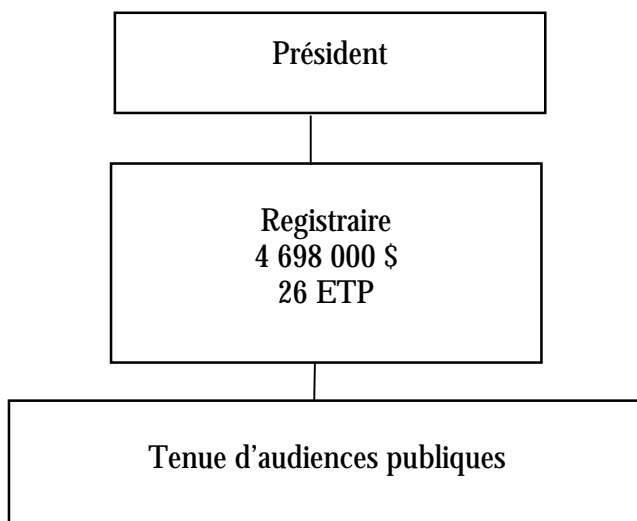 Président
Registraire
4 698 000 $
26 ETP
Tenue d'audiences publiques